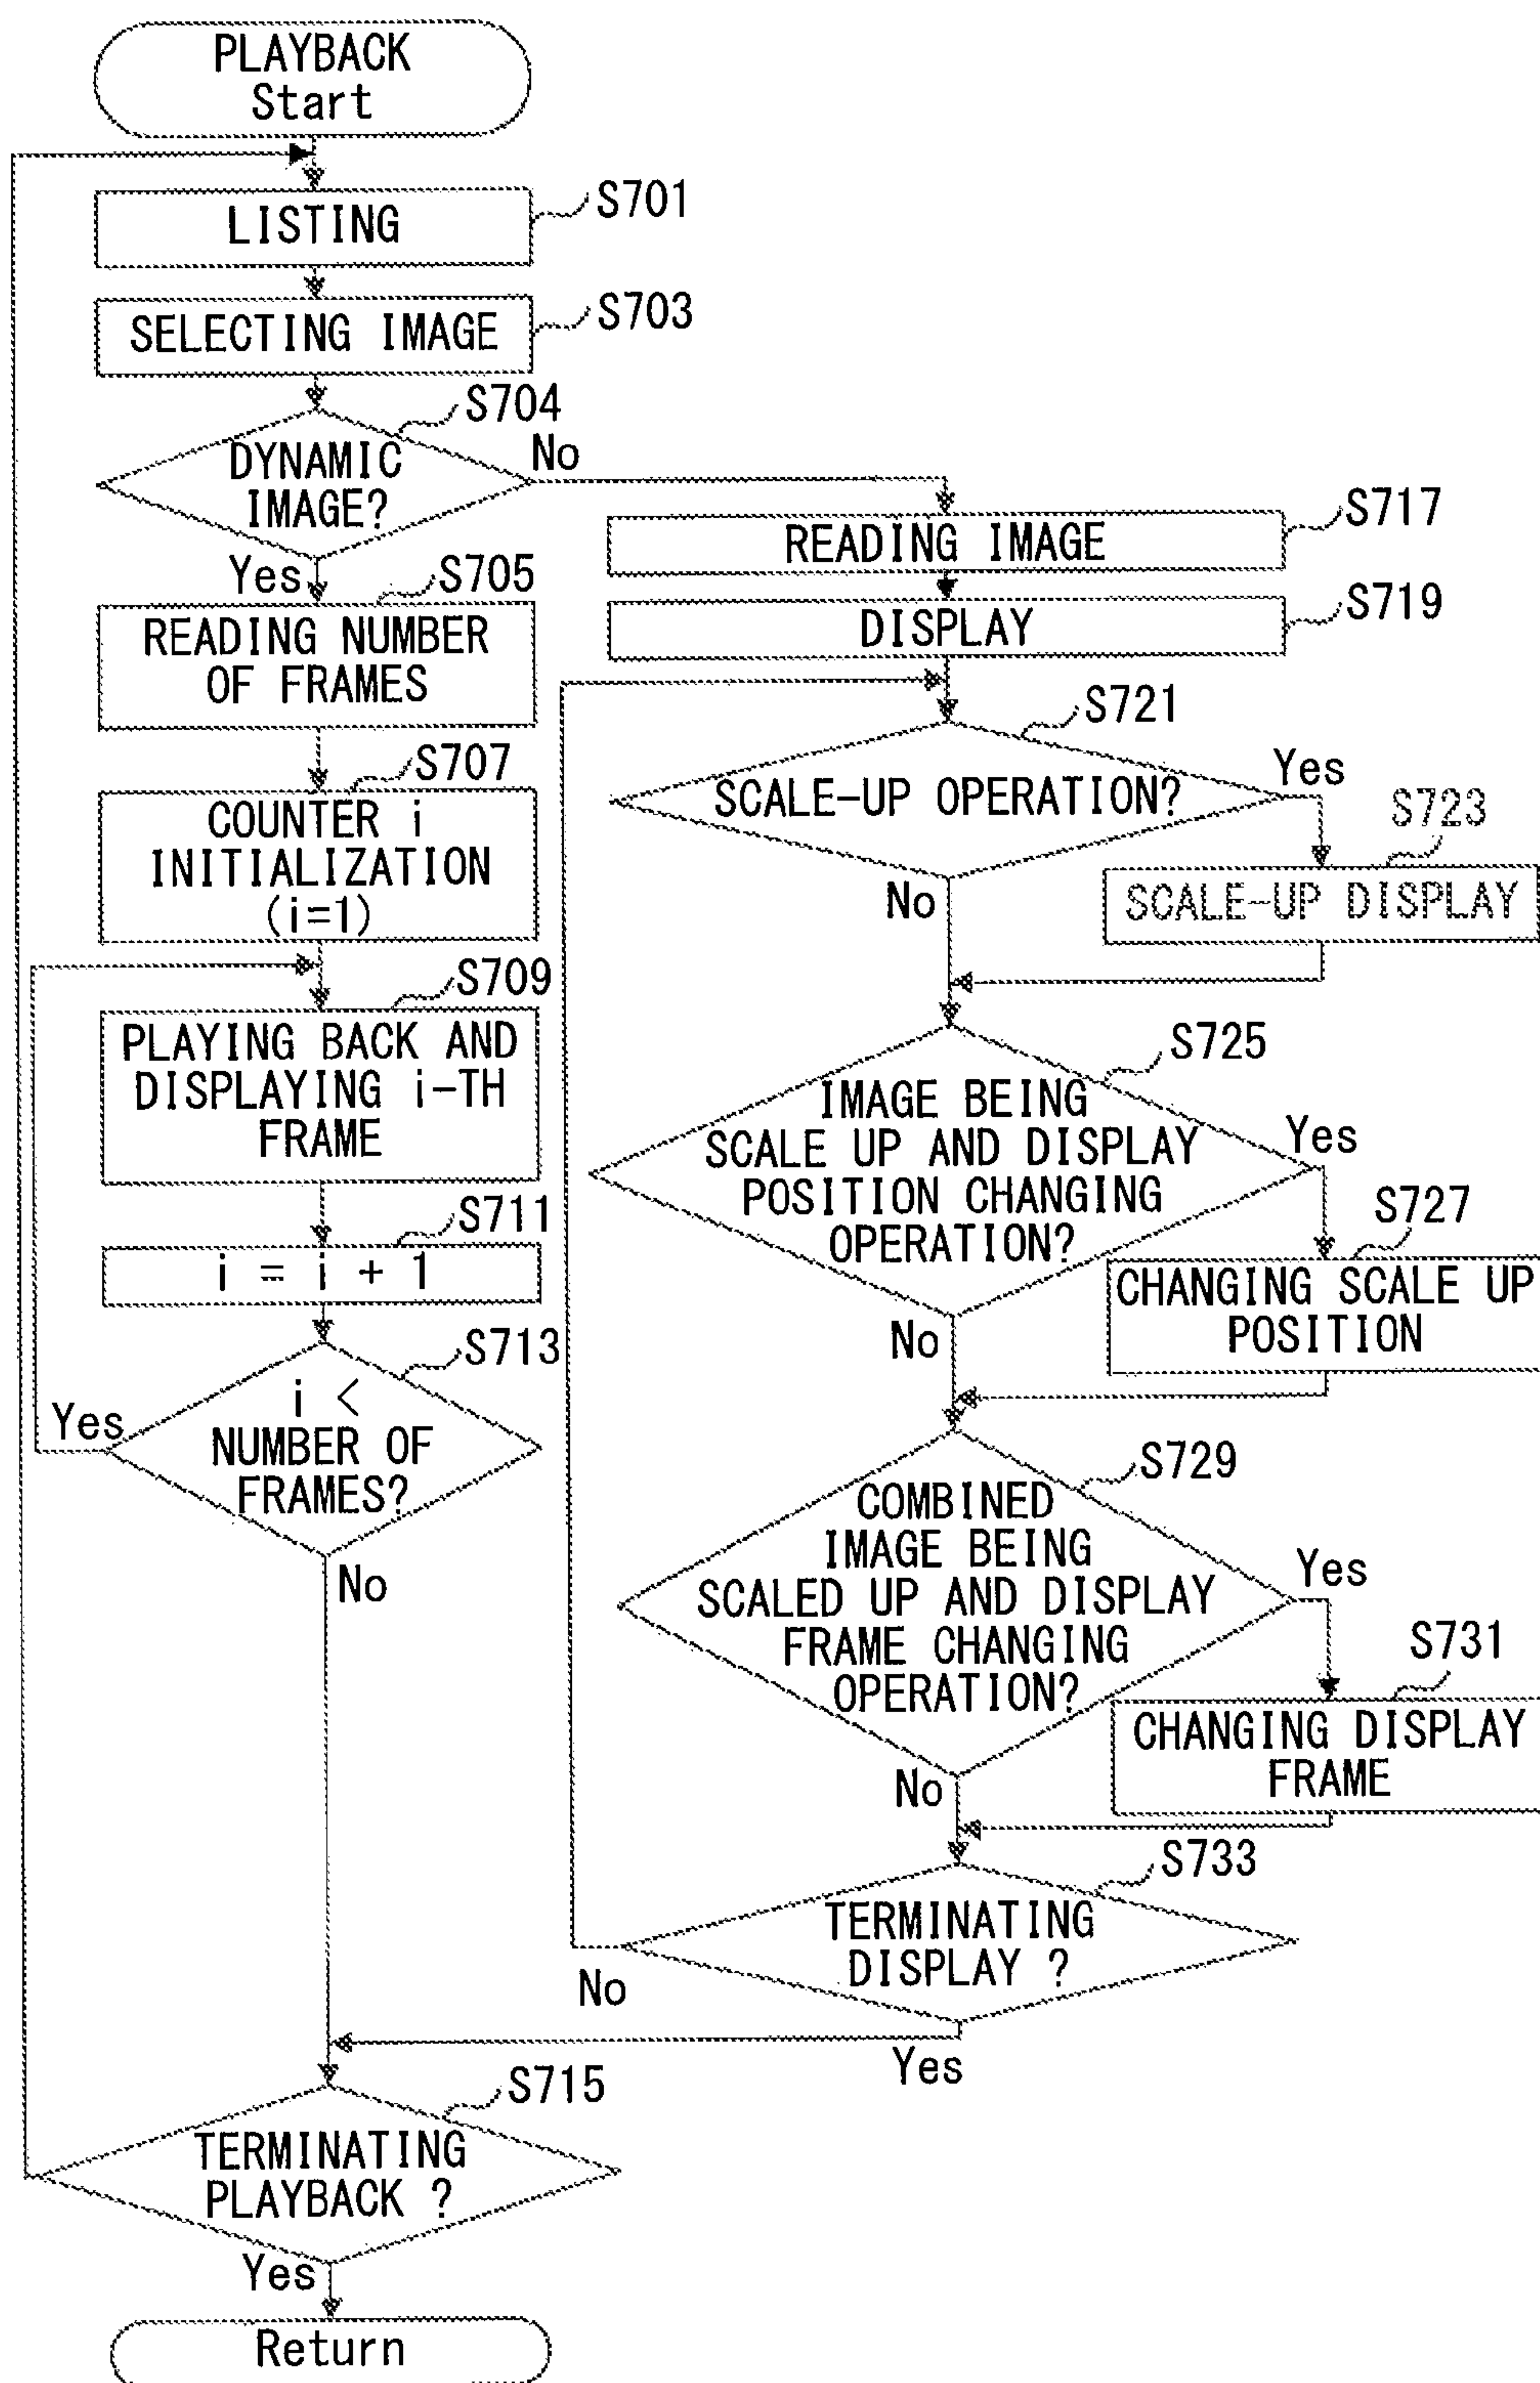 PLAYBACK
Start
LISTING
S701
SELECTING IMAGE
S703
S704
DYNAMIC
IMAGE?
No
Yes
S705
READING NUMBER
OF FRAMES
S707
COUNTER i
INITIALIZATION
(i=1)
S709
PLAYING BACK AND
DISPLAYING i-TH
FRAME
S711
i = i + 1
S713
i <
NUMBER OF
FRAMES?
Yes
No
S717
READING IMAGE
S719
DISPLAY
S721
SCALE-UP OPERATION?
Yes
No
S723
SCALE-UP DISPLAY
S725
IMAGE BEING
SCALE UP AND DISPLAY
POSITION CHANGING
OPERATION?
Yes
No
S727
CHANGING SCALE UP
POSITION
S729
COMBINED
IMAGE BEING
SCALED UP AND DISPLAY
FRAME CHANGING
OPERATION?
Yes
No
S731
CHANGING DISPLAY
FRAME
S733
TERMINATING
DISPLAY ?
No
Yes
S715
TERMINATING
PLAYBACK ?
Yes
Return